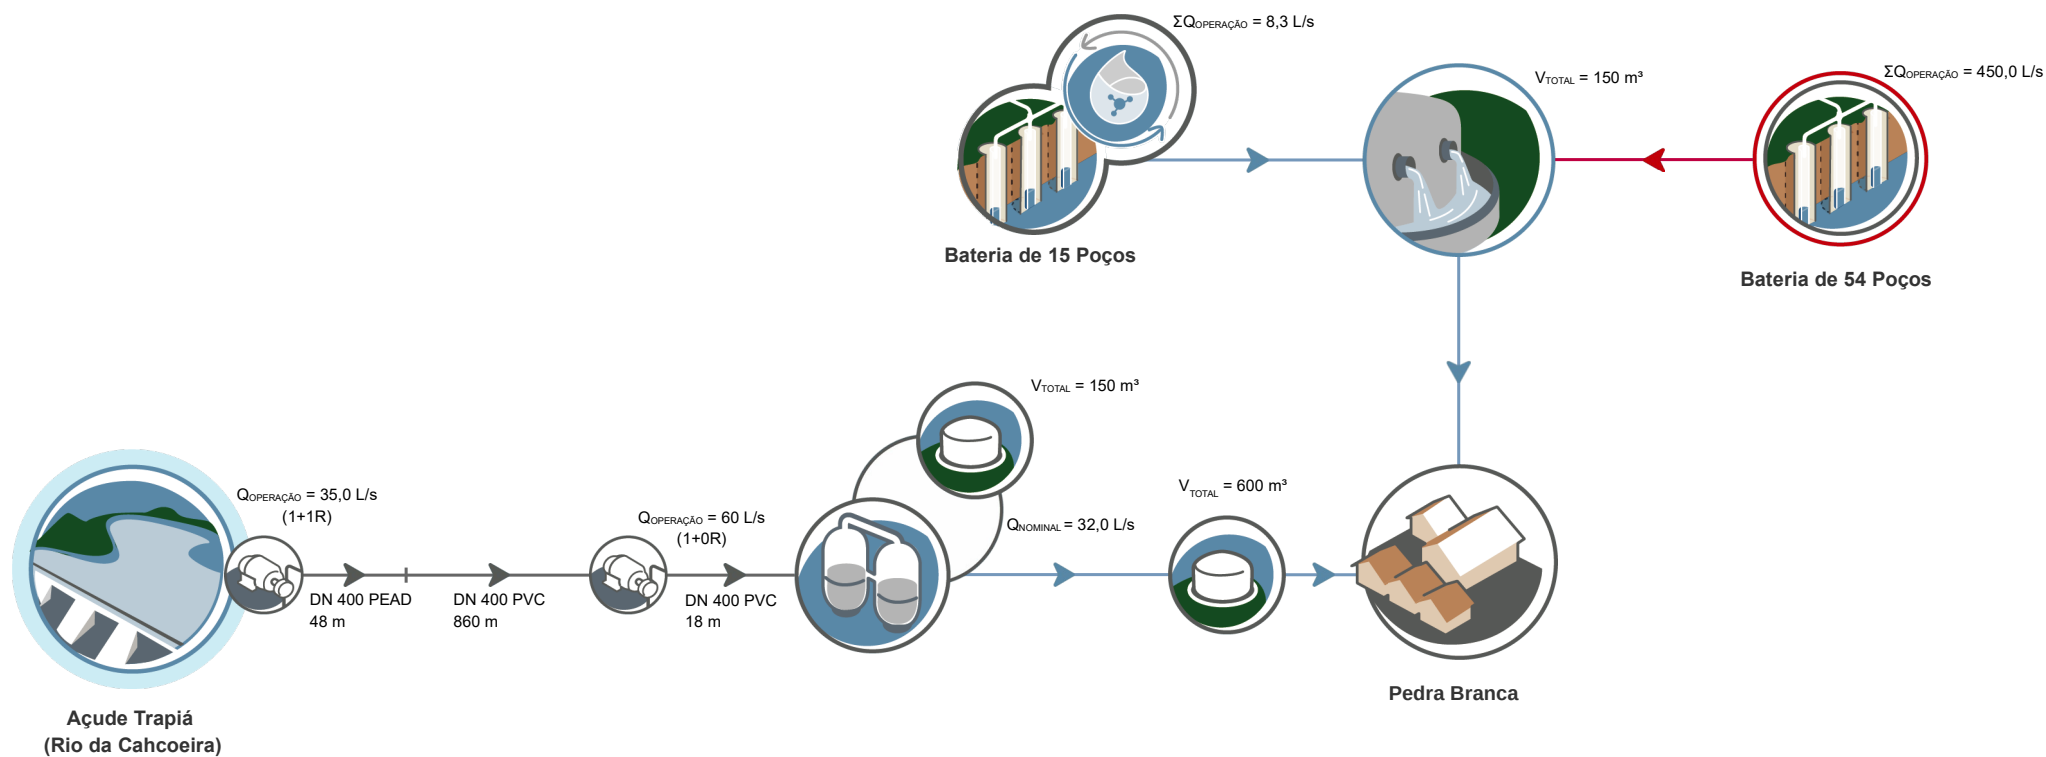 ΣQOPERAÇÃO = 8,3 L/s
Bateria de 15 Poços
VTOTAL = 150 m³
ΣQOPERAÇÃO = 450,0 L/s
Bateria de 54 Poços
VTOTAL = 150 m³
QOPERAÇÃO = 35,0 L/s
(1+1R)
DN 400 PEAD
48 m
DN 400 PVC
860 m
QOPERAÇÃO = 60 L/s
(1+0R)
DN 400 PVC
18 m
QNOMINAL = 32,0 L/s
VTOTAL = 600 m³
Pedra Branca
Açude Trapiá
(Rio da Cahcoeira)